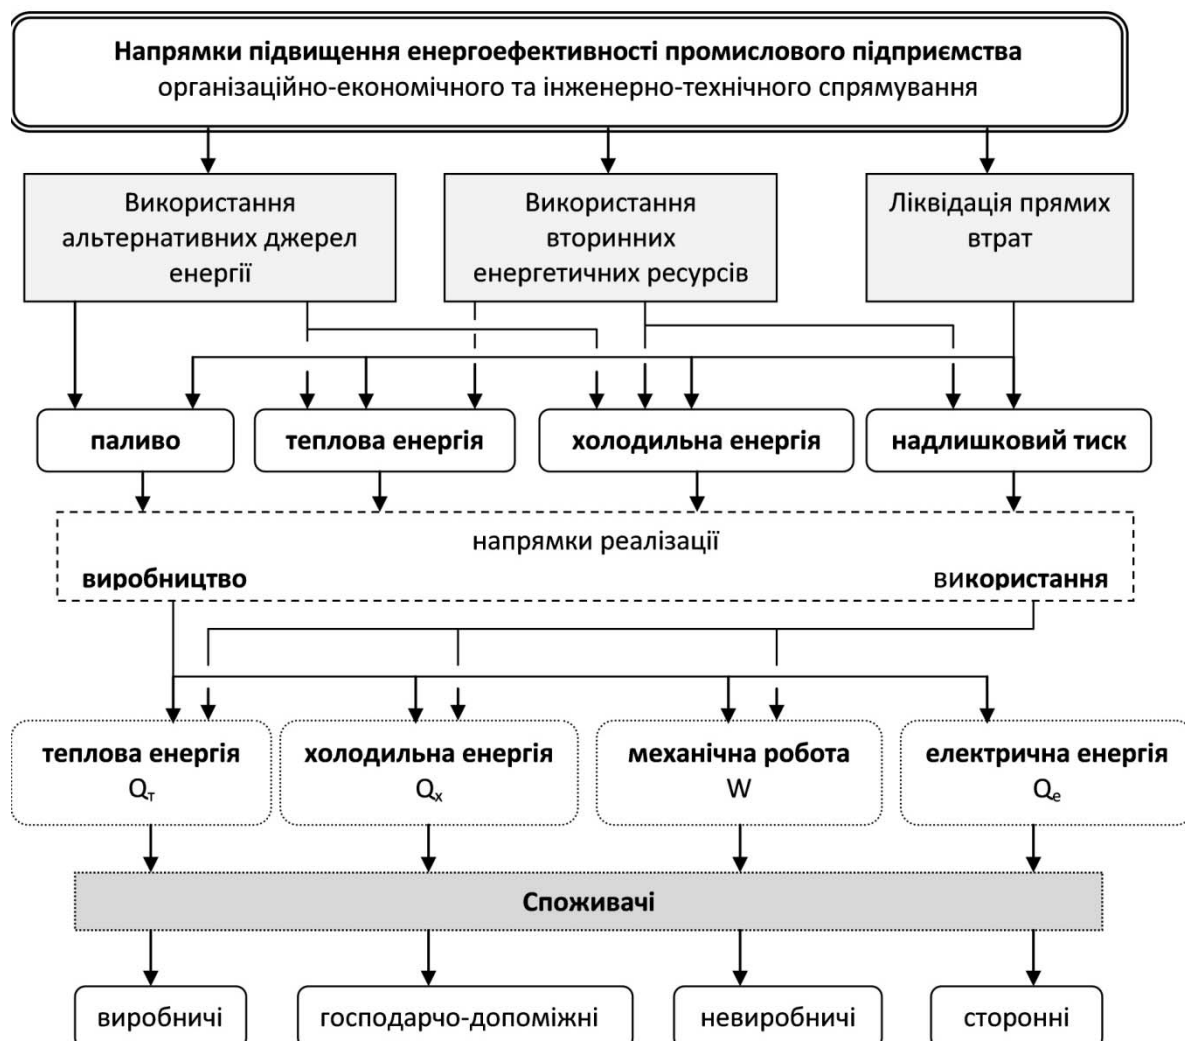 Напрямки підвищення енергоефективності промислового підприємства
організаційно-економічного та інженерно-технічного спрямування
Використання
альтернативних джерел
енергії
Використання
вторинних
енергетичних ресурсів
Ліквідація прямих
втрат
паливо
теплова енергія
холодильна енергія
надлишковий тиск
напрямки реалізації
виробництво
використання
теплова енергія
Qт
холодильна енергія
Qх
механічна робота
W
електрична енергія
Qе
Споживачі
виробничі
господарчо-допоміжні
невиробничі
сторонні